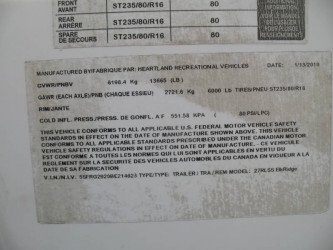 FRONT
AVANT
ST235/80/R16
80
REAR
ARRIÈRE
ST235/80/R16
80
SPARE
DE SECOURS
ST235/80/R16
80
MANUFACTURED BY/FABRIQUE PAR: HEARTLAND RECREATIONAL VEHICLES DATE:
GVWR/PNBV 6198.4 Kg 13665 (LB)
GAWR (EACH AXLE)/PNB (CHAQUE ESSIEU) 2721.6 Kg 6000 LB TIRE/PNEU ST235/80/R16
RIM/JANTE
COLD INFL. PRESS./PRESS. DE GONFL. A F 551.58 KPA ( 80 PSI/LPC)
THIS VEHICLE CONFORMS TO ALL APPLICABLE U.S. FEDERAL MOTOR VEHICLE SAFETY
STANDARDS IN EFFECT ON THE DATE OF MANUFACTURE SHOWN ABOVE. THIS
VEHICLE CONFORMS TO ALL APPLICABLE STANDARDS PRESCRIBED UNDER THE CANADIAN MOTOR
VEHICLE SAFETY REGULATIONS IN EFFECT ON THE DATE OF MANUFACTURE. CE
VEHICULE EST CONFORME A TOUTES LES NORMES QUI LUI SONT APPLICABLES EN VERTU DU
REGLEMENT SUR LA SECURITE DES VEHICULES AUTOMOBILES DU CANADA EN VIGUEUR A LA
DATE DE SA FABRICATION
V.I.N./N.I.V. TYPE/TYPE: TRAILER / TRA / REM MODEL: 27RLSS ElkRidge